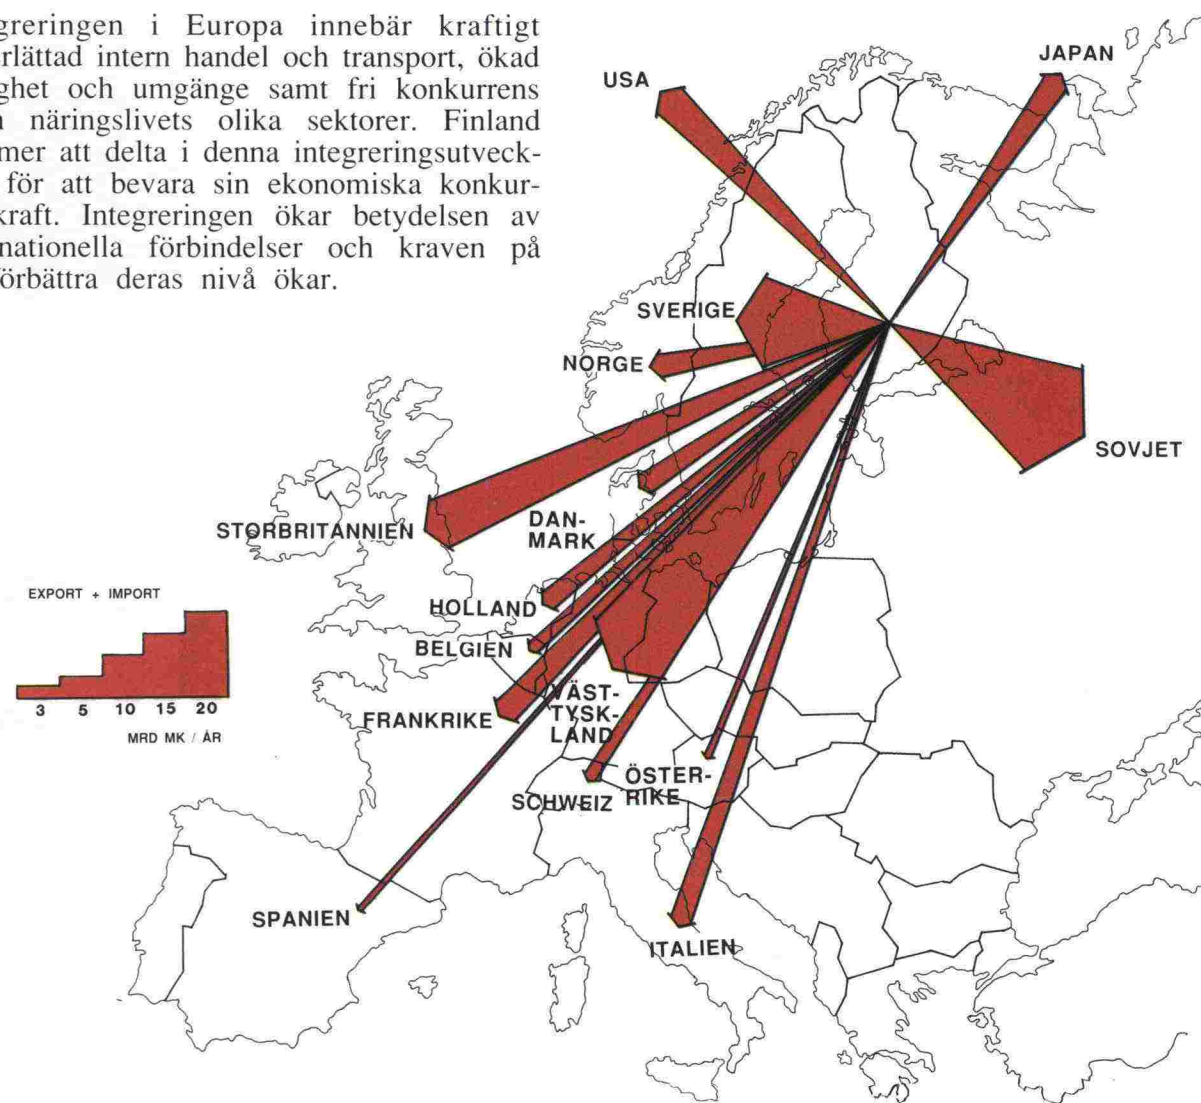 greringen i Europa innebär kraftigt
rlättad intern handel och transport, ökad
ghet och umgänge samt fri konkurrens
näringslivets olika sektorer. Finland
mer att delta i denna integreringsutveck-
för att bevara sin ekonomiska konkur-
kraft. Integreringen ökar betydelsen av
nationella förbindelser och kraven på
förbättra deras nivå ökar.
USA
JAPAN
SVERIGE
NORGE
SOVJET
STORBRITANNIEN
DAN-
MARK
EXPORT + IMPORT
3 5 10 15 20
MRD MK / ÅR
HOLLAND
BELGIEN
FRANKRIKE
VÄST-
TYSK-
LAND
SCHWEIZ
ÖSTER-
RIKE
SPANIEN
ITALIEN